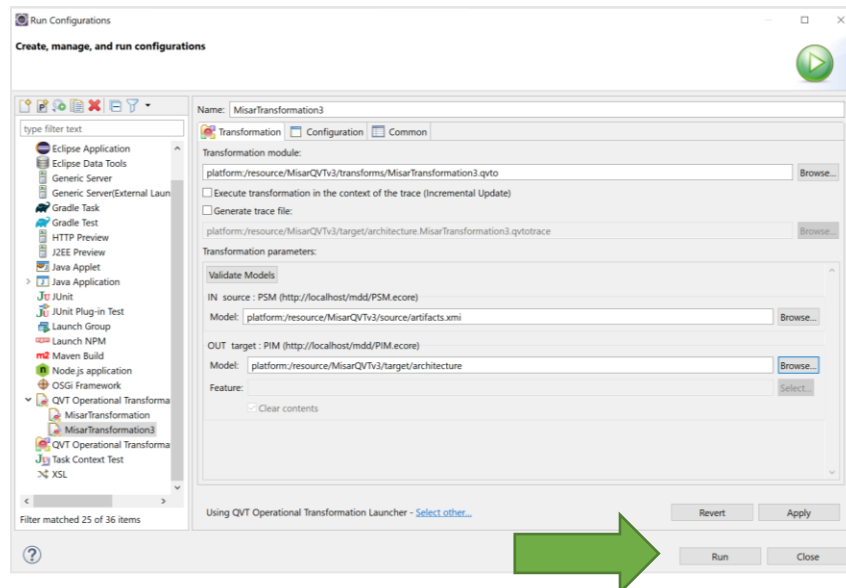 Run Configurations
Create, manage, and run configurations
type filter text
Eclipse Application
Eclipse Data Tools
Generic Server
Generic Server(External Laun
Gradle Task
Gradle Test
HTTP Preview
J2EE Preview
Java Applet
Java Application
JUnit
JUnit Plug-in Test
Launch Group
Launch NPM
Maven Build
Node.js application
OSGi Framework
QVT Operational Transforma
MisarTransformation
MisarTransformation3
QVT Operational Transforma
Task Context Test
XSL
Filter matched 25 of 36 items
Name: MisarTransformation3
Transformation Configuration Common
Transformation module:
platform:/resource/MisarQVTv3/transforms/MisarTransformation3.qvto Browse...
Execute transformation in the context of the trace (Incremental Update)
Generate trace file:
platform:/resource/MisarQVTv3/target/architecture.MisarTransformation3.qvtotrace Browse...
Transformation parameters:
Validate Models
IN source : PSM (http://localhost/mdd/PSM.ecore)
Model: platform:/resource/MisarQVTv3/source/artifacts.xmi Browse...
OUT target : PIM (http://localhost/mdd/PIM.ecore)
Model: platform:/resource/MisarQVTv3/target/architecture Browse...
Feature: Select...
Clear contents
Using QVT Operational Transformation Launcher - Select other... Revert Apply
Run Close